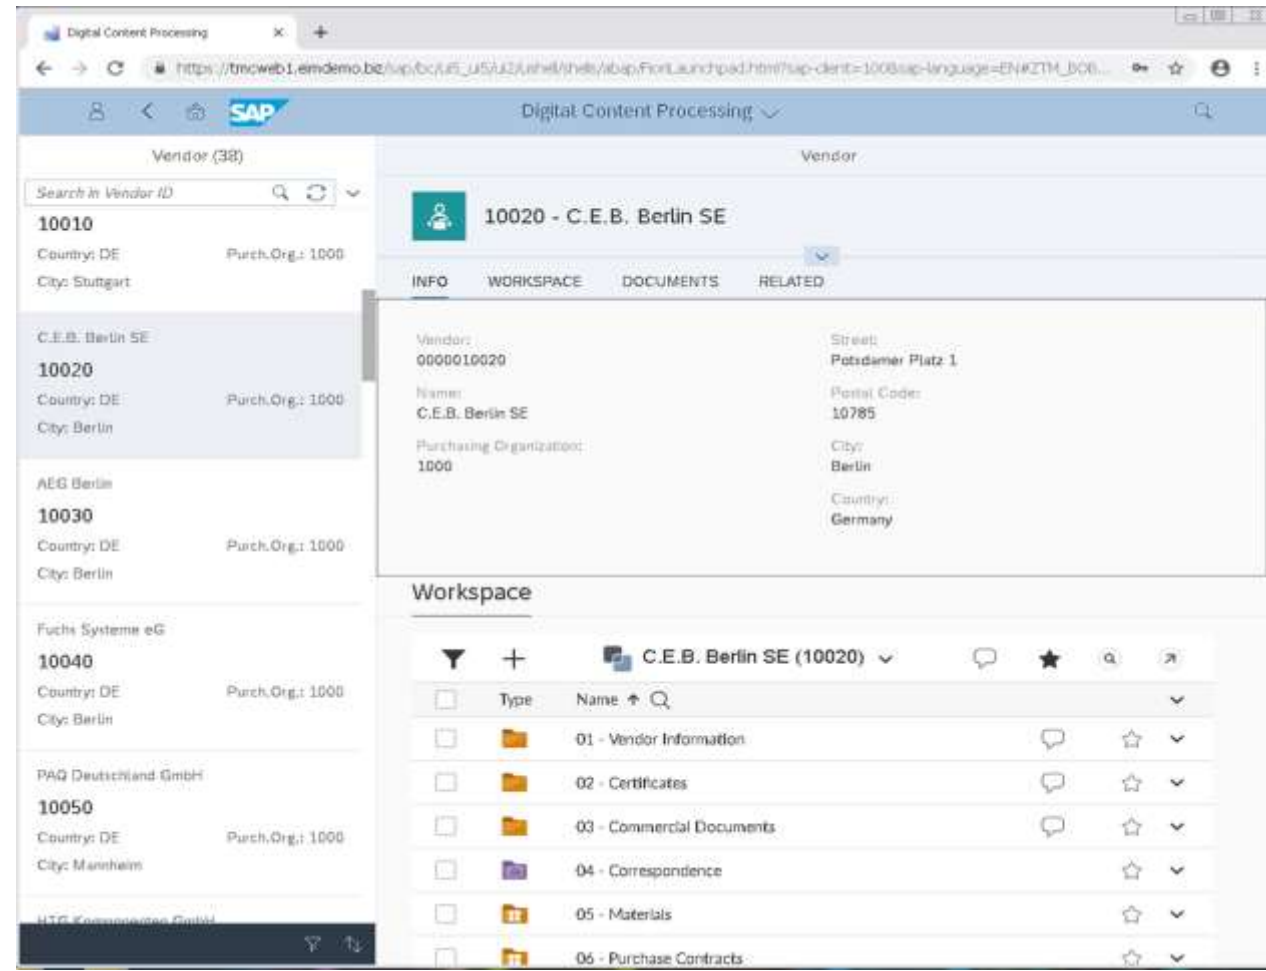 Digital Content Processing
https://tmcweb1.emdemo.biz/sap/bc/ui5_ui5/ui2/ushell/shells/abap/FioriLaunchpad.html?sap-client=100&sap-language=EN#ZTM_BOB...
SAP
Digital Content Processing
Vendor (38)
Search in Vendor ID
10010
Country: DE Purch.Org.: 1000
City: Stuttgart
C.E.B. Berlin SE
10020
Country: DE Purch.Org.: 1000
City: Berlin
AEG Berlin
10030
Country: DE Purch.Org.: 1000
City: Berlin
Fuchs Systeme eG
10040
Country: DE Purch.Org.: 1000
City: Berlin
PAQ Deutschland GmbH
10050
Country: DE Purch.Org.: 1000
City: Mannheim
HTG Komponenten GmbH
Vendor
10020 - C.E.B. Berlin SE
INFO WORKSPACE DOCUMENTS RELATED
Vendor:
0000010020
Name:
C.E.B. Berlin SE
Purchasing Organization:
1000
Street:
Potsdamer Platz 1
Postal Code:
10785
City:
Berlin
Country:
Germany
Workspace
C.E.B. Berlin SE (10020)
Type Name
01 - Vendor Information
02 - Certificates
03 - Commercial Documents
04 - Correspondence
05 - Materials
06 - Purchase Contracts